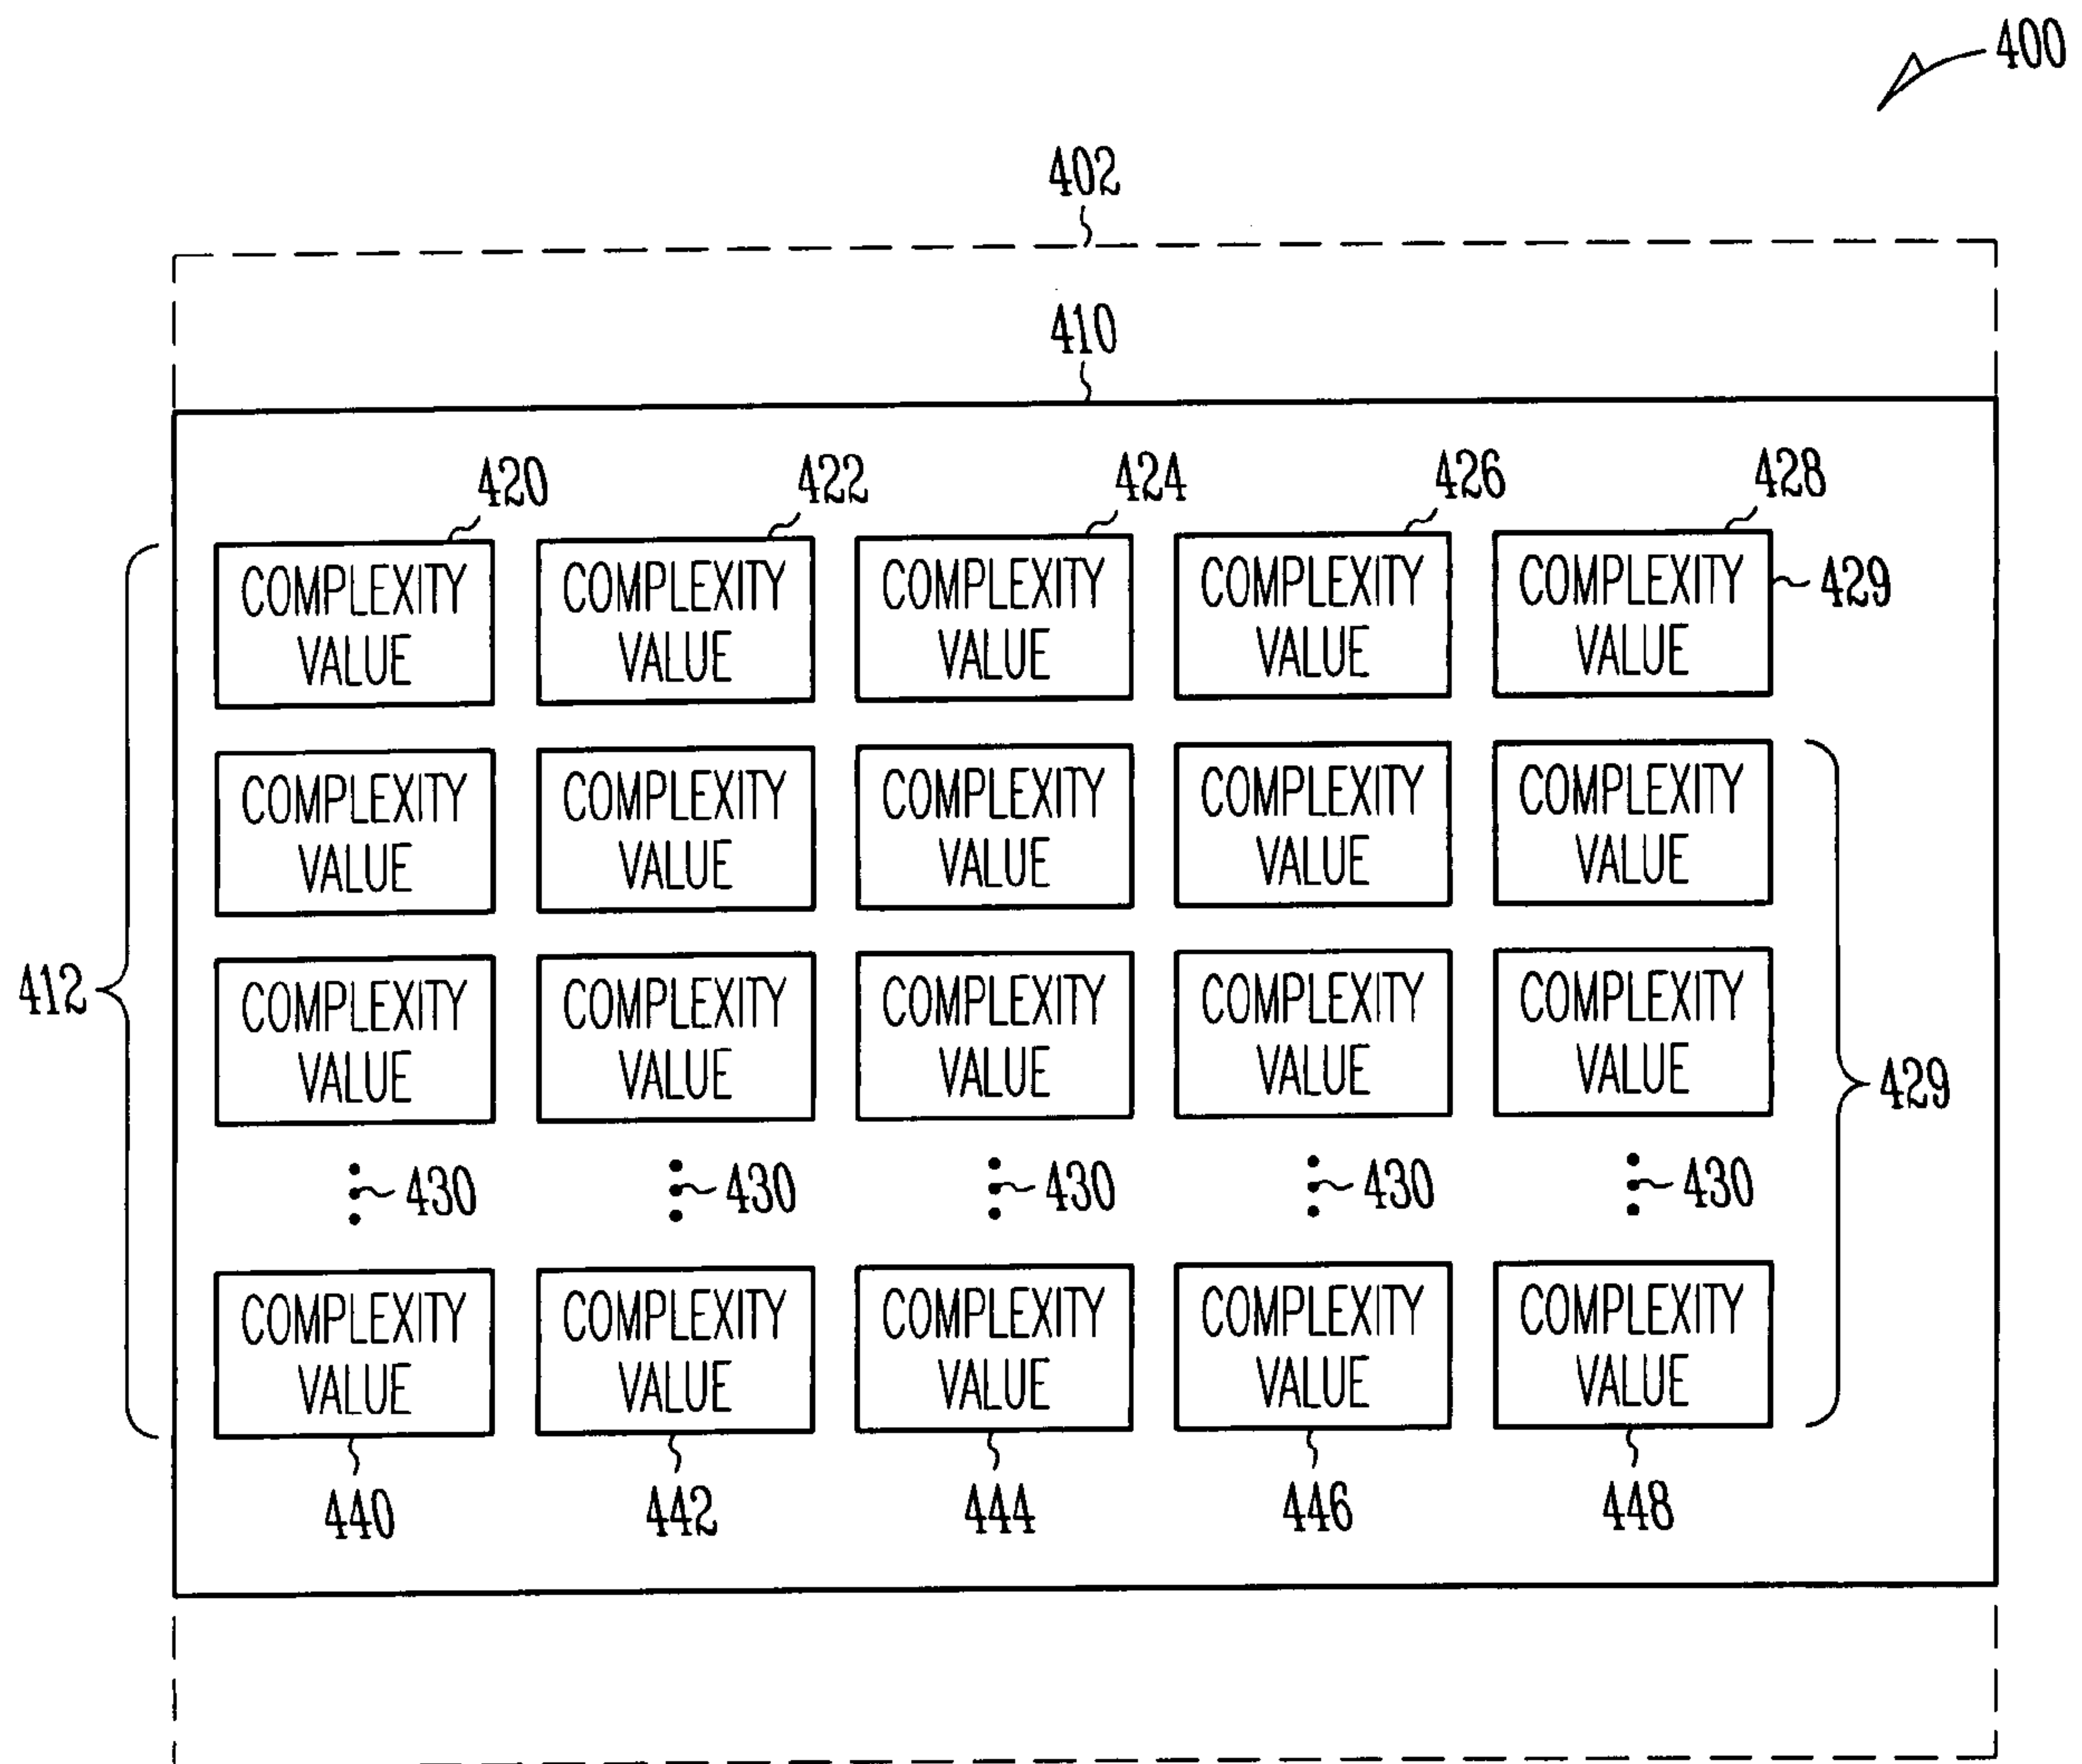 400
402
410
420 422 424 426 428
COMPLEXITY VALUE COMPLEXITY VALUE COMPLEXITY VALUE COMPLEXITY VALUE COMPLEXITY VALUE 429
COMPLEXITY VALUE COMPLEXITY VALUE COMPLEXITY VALUE COMPLEXITY VALUE COMPLEXITY VALUE
412 COMPLEXITY VALUE COMPLEXITY VALUE COMPLEXITY VALUE COMPLEXITY VALUE COMPLEXITY VALUE 429
430 430 430 430 430
COMPLEXITY VALUE COMPLEXITY VALUE COMPLEXITY VALUE COMPLEXITY VALUE COMPLEXITY VALUE
440 442 444 446 448